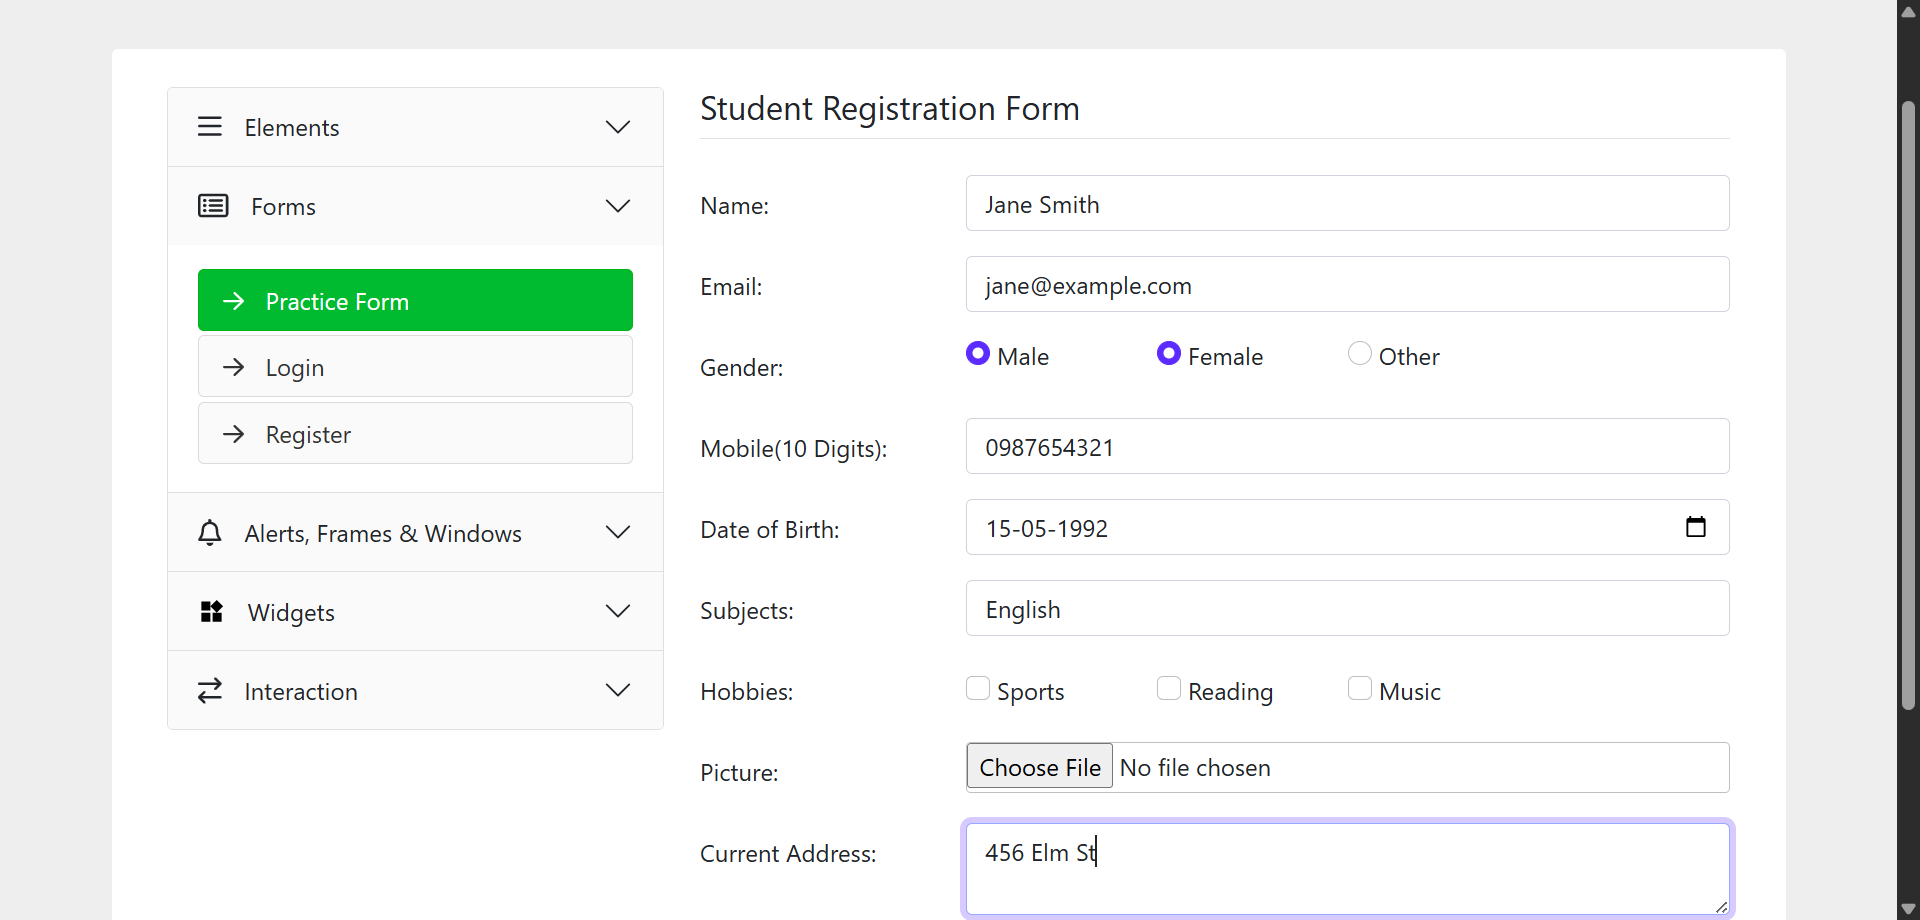 Elements
Forms
Practice Form
Login
Register
Alerts, Frames & Windows
Widgets
Interaction
Student Registration Form
Name: Jane Smith
Email: jane@example.com
Gender: Male Female Other
Mobile(10 Digits): 0987654321
Date of Birth: 15-05-1992
Subjects: English
Hobbies: Sports Reading Music
Picture: Choose File No file chosen
Current Address: 456 Elm St